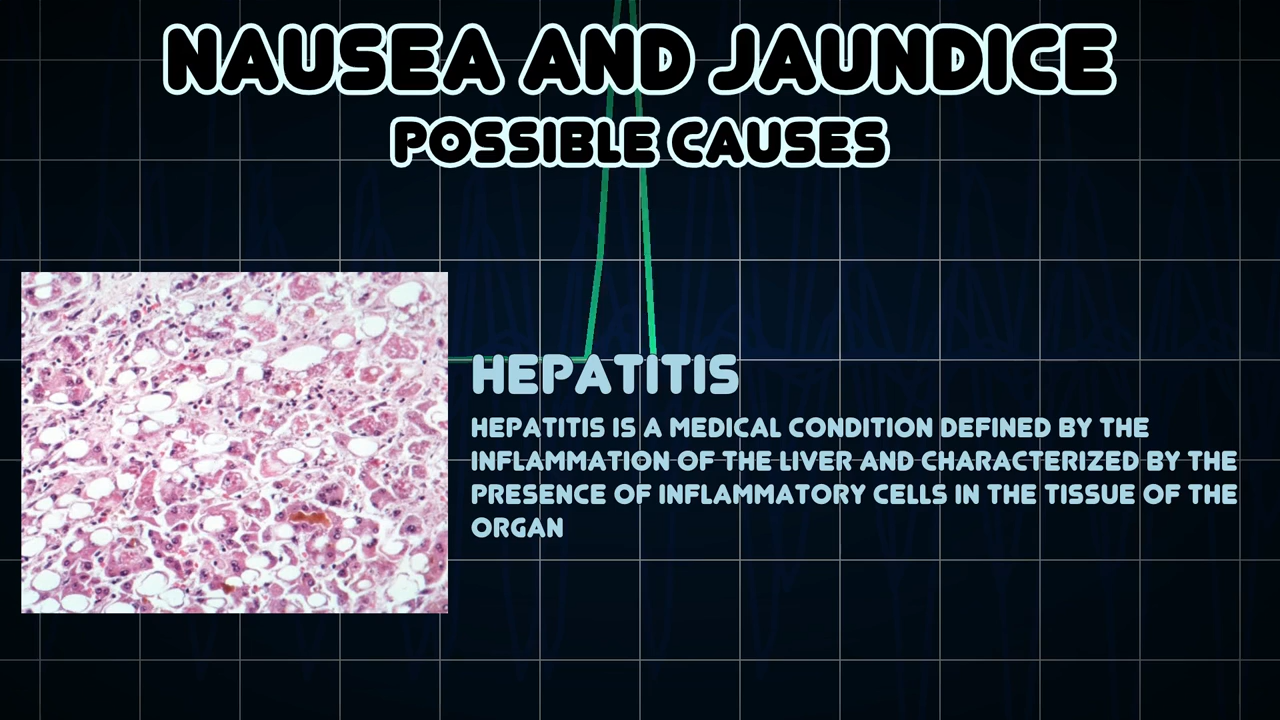 NAUSEA AND JAUNDICE
POSSIBLE CAUSES
HEPATITIS
HEPATITIS IS A MEDICAL CONDITION DEFINED BY THE
INFLAMMATION OF THE LIVER AND CHARACTERIZED BY THE
PRESENCE OF INFLAMMATORY CELLS IN THE TISSUE OF THE
ORGAN